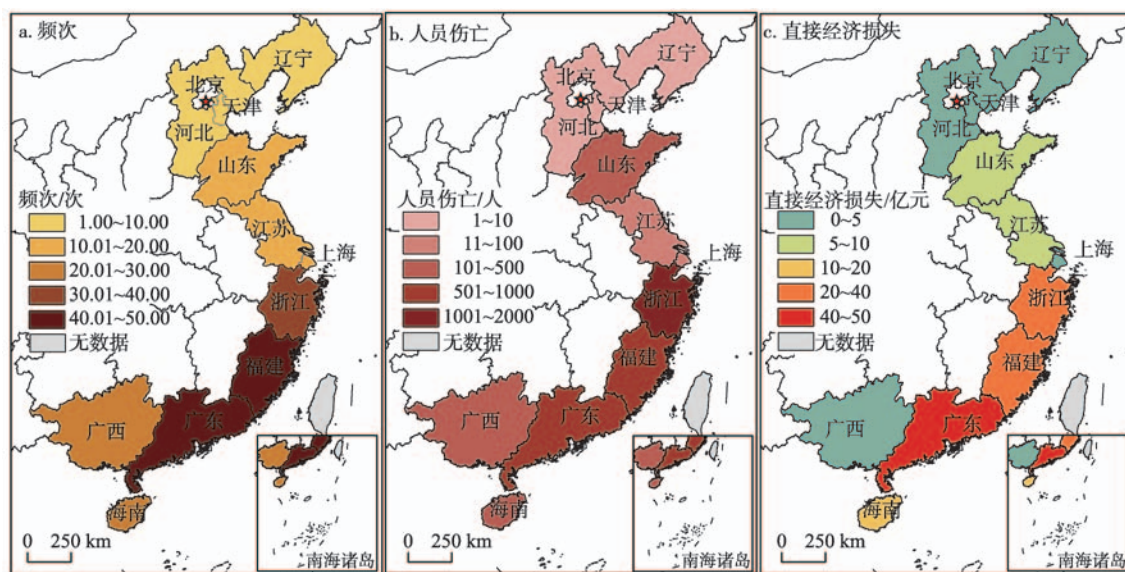 a. 频次
辽宁
北京
天津
河北
山东
频次/次
1.00~10.00
10.01~20.00
20.01~30.00
30.01~40.00
40.01~50.00
无数据
江苏
上海
浙江
福建
广西
广东
海南
0 250 km
南海诸岛
b. 人员伤亡
辽宁
北京
天津
河北
山东
人员伤亡/人
1~10
11~100
101~500
501~1000
1001~2000
无数据
江苏
上海
浙江
福建
广西
广东
海南
0 250 km
南海诸岛
c. 直接经济损失
辽宁
北京
天津
河北
山东
直接经济损失/亿元
0~5
5~10
10~20
20~40
40~50
无数据
江苏
上海
浙江
福建
广西
广东
海南
0 250 km
南海诸岛